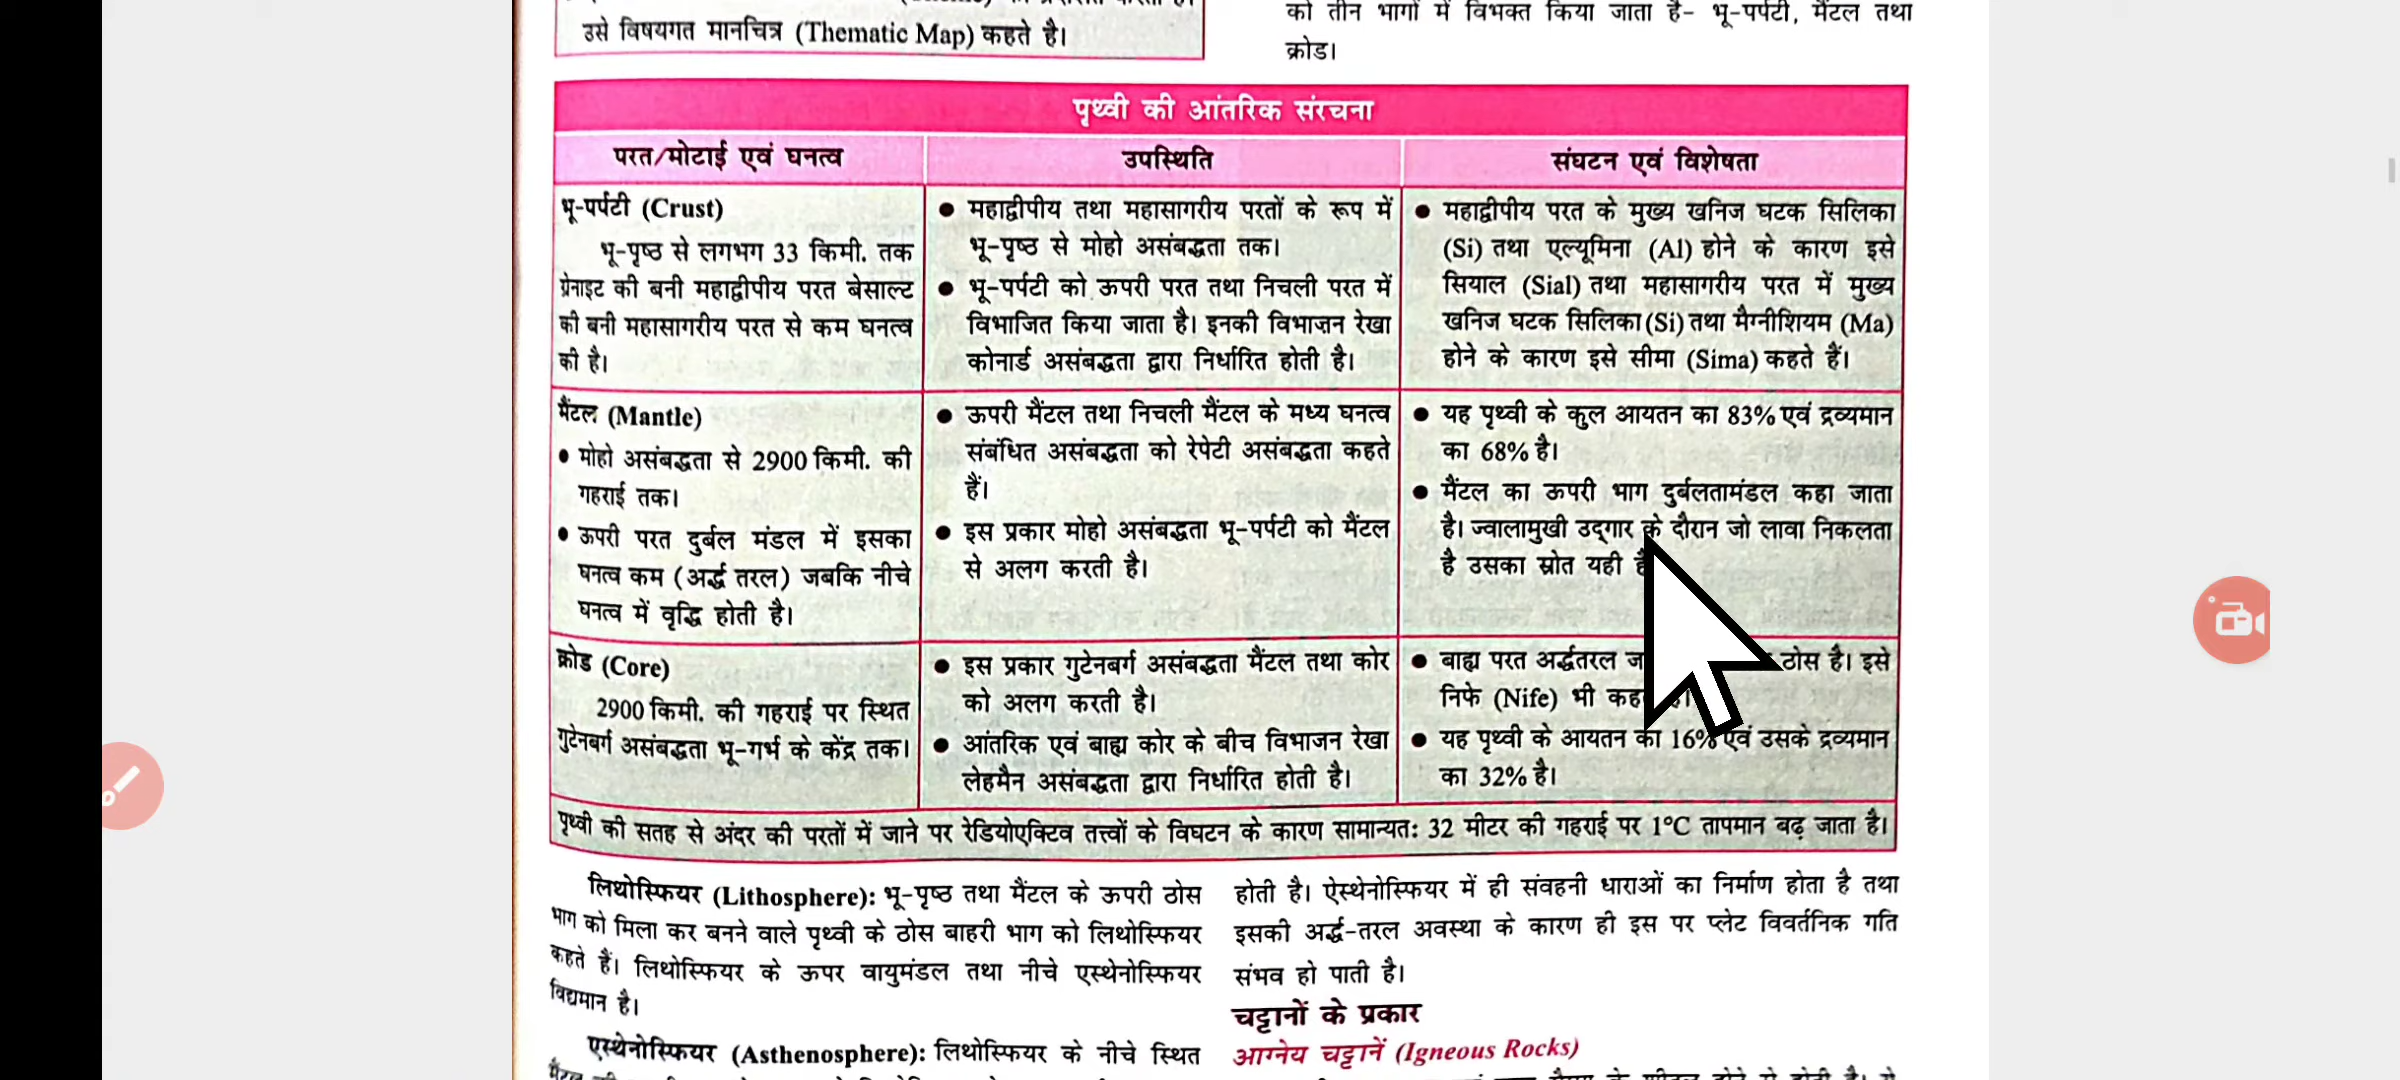 उसे विषयगत मानचित्र (Thematic Map) कहते है।
को तीन भागों में विभक्त किया जाता है- भू-पर्पटी, मैंटल तथा
क्रोड।
पृथ्वी की आंतरिक संरचना
परत/मोटाई एवं घनत्व
उपस्थिति
संघटन एवं विशेषता
भू-पर्पटी (Crust)
भू-पृष्ठ से लगभग 33 किमी. तक
ग्रेनाइट की बनी महाद्वीपीय परत बेसाल्ट
की बनी महासागरीय परत से कम घनत्व
की है।
● महाद्वीपीय तथा महासागरीय परतों के रूप में
भू-पृष्ठ से मोहो असंबद्धता तक।
● भू-पर्पटी को ऊपरी परत तथा निचली परत में
विभाजित किया जाता है। इनकी विभाजन रेखा
कोनार्ड असंबद्धता द्वारा निर्धारित होती है।
● महाद्वीपीय परत के मुख्य खनिज घटक सिलिका
(Si) तथा एल्यूमिना (Al) होने के कारण इसे
सियाल (Sial) तथा महासागरीय परत में मुख्य
खनिज घटक सिलिका (Si) तथा मैग्नीशियम (Ma)
होने के कारण इसे सीमा (Sima) कहते हैं।
मैंटल (Mantle)
● मोहो असंबद्धता से 2900 किमी. की
गहराई तक।
● ऊपरी परत दुर्बल मंडल में इसका
घनत्व कम (अर्द्ध तरल) जबकि नीचे
घनत्व में वृद्धि होती है।
● ऊपरी मैंटल तथा निचली मैंटल के मध्य घनत्व
संबंधित असंबद्धता को रेपेटी असंबद्धता कहते
हैं।
● इस प्रकार मोहो असंबद्धता भू-पर्पटी को मैंटल
से अलग करती है।
● यह पृथ्वी के कुल आयतन का 83% एवं द्रव्यमान
का 68% है।
● मैंटल का ऊपरी भाग दुर्बलतामंडल कहा जाता
है। ज्वालामुखी उद्‌गार के दौरान जो लावा निकलता
है उसका स्रोत यही
क्रोड (Core)
2900 किमी. की गहराई पर स्थित
गुटेनबर्ग असंबद्धता भू-गर्भ के केंद्र तक।
● इस प्रकार गुटेनबर्ग असंबद्धता मैंटल तथा कोर
को अलग करती है।
● आंतरिक एवं बाह्य कोर के बीच विभाजन रेखा
लेहमैन असंबद्धता द्वारा निर्धारित होती है।
● बाह्य परत अर्द्धतरल ठोस है। इसे
निफे (Nife) भी
● यह पृथ्वी के आयतन का 16% एवं उसके द्रव्यमान
का 32% है।
पृथ्वी की सतह से अंदर की परतों में जाने पर रेडियोएक्टिव तत्त्वों के विघटन के कारण सामान्यत: 32 मीटर की गहराई पर 1°C तापमान बढ़ जाता है।
लिथोस्फियर (Lithosphere): भू-पृष्ठ तथा मैंटल के ऊपरी ठोस
भाग को मिला कर बनने वाले पृथ्वी के ठोस बाहरी भाग को लिथोस्फियर
कहते हैं। लिथोस्फियर के ऊपर वायुमंडल तथा नीचे एस्थेनोस्फियर
विद्यमान है।
एस्थेनोस्फियर (Asthenosphere): लिथोस्फियर के नीचे स्थित
होती है। ऐस्थेनोस्फियर में ही संवहनी धाराओं का निर्माण होता है तथा
इसकी अर्द्ध-तरल अवस्था के कारण ही इस पर प्लेट विवर्तनिक गति
संभव हो पाती है।
चट्टानों के प्रकार
आग्नेय चट्टानें (Igneous Rocks)